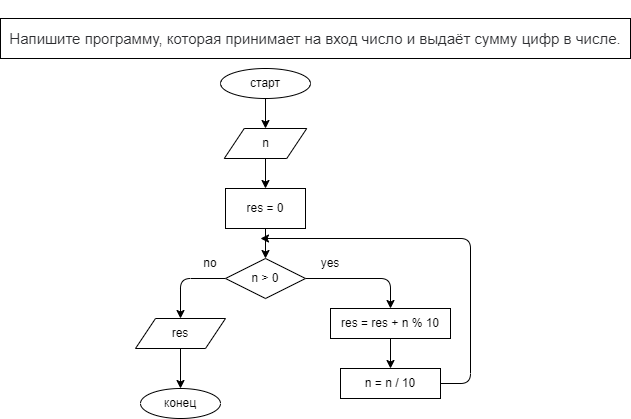 Напишите программу, которая принимает на вход число и выдаёт сумму цифр в числе.
старт
n
res = 0
n > 0
no
yes
res
res = res + n % 10
n = n / 10
конец